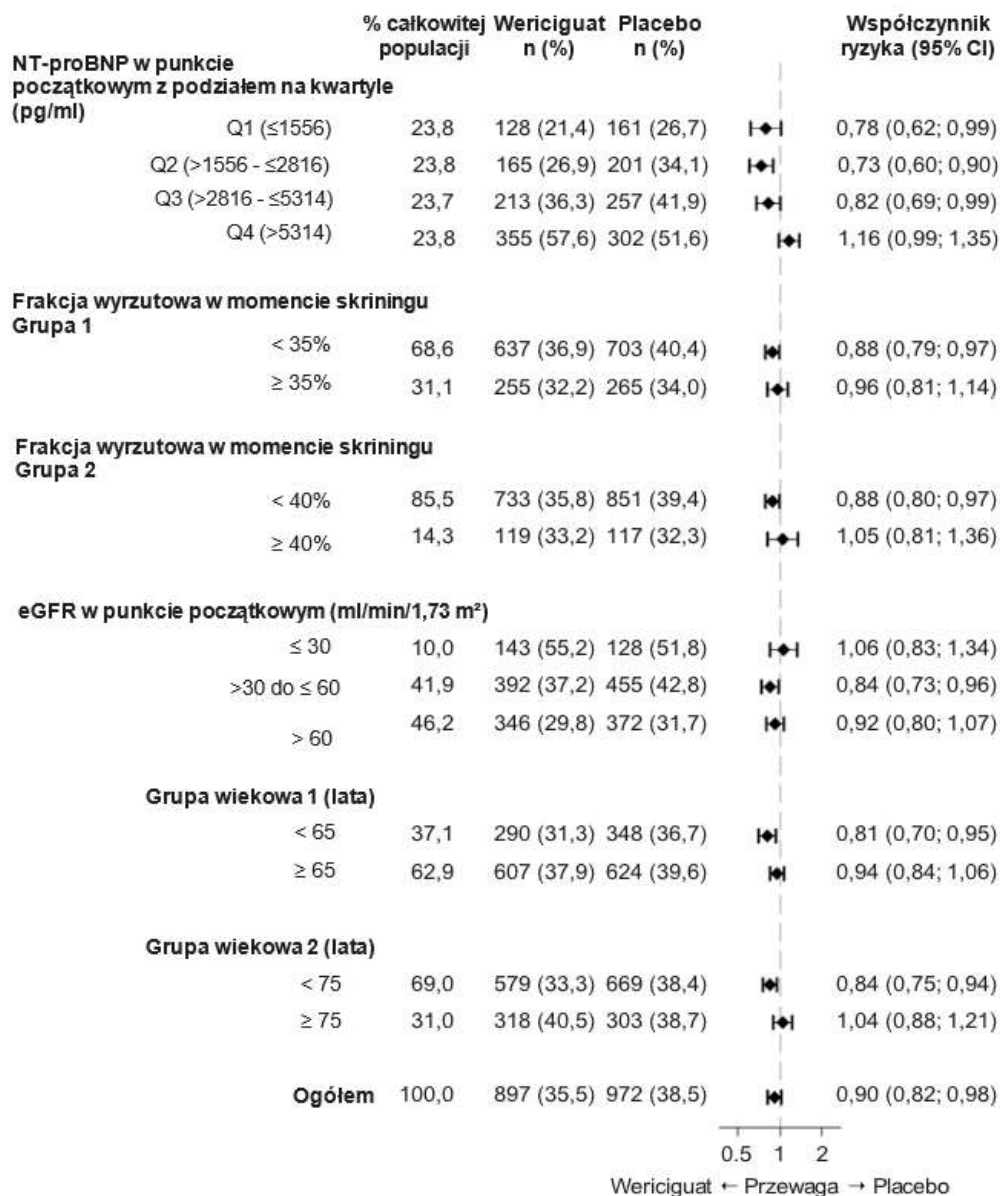 % całkowitej Wericiguat Placebo Współczynnik
populacji n (%) n (%) ryzyka (95% CI)
NT-proBNP w punkcie
początkowym z podziałem na kwartyle
(pg/ml)
Q1 (≤1556) 23,8 128 (21,4) 161 (26,7) 0,78 (0,62; 0,99)
Q2 (>1556 - ≤2816) 23,8 165 (26,9) 201 (34,1) 0,73 (0,60; 0,90)
Q3 (>2816 - ≤5314) 23,7 213 (36,3) 257 (41,9) 0,82 (0,69; 0,99)
Q4 (>5314) 23,8 355 (57,6) 302 (51,6) 1,16 (0,99; 1,35)
Frakcja wyrzutowa w momencie skriningu
Grupa 1
< 35% 68,6 637 (36,9) 703 (40,4) 0,88 (0,79; 0,97)
≥ 35% 31,1 255 (32,2) 265 (34,0) 0,96 (0,81; 1,14)
Frakcja wyrzutowa w momencie skriningu
Grupa 2
< 40% 85,5 733 (35,8) 851 (39,4) 0,88 (0,80; 0,97)
≥ 40% 14,3 119 (33,2) 117 (32,3) 1,05 (0,81; 1,36)
eGFR w punkcie początkowym (ml/min/1,73 m²)
≤ 30 10,0 143 (55,2) 128 (51,8) 1,06 (0,83; 1,34)
>30 do ≤ 60 41,9 392 (37,2) 455 (42,8) 0,84 (0,73; 0,96)
> 60 46,2 346 (29,8) 372 (31,7) 0,92 (0,80; 1,07)
Grupa wiekowa 1 (lata)
< 65 37,1 290 (31,3) 348 (36,7) 0,81 (0,70; 0,95)
≥ 65 62,9 607 (37,9) 624 (39,6) 0,94 (0,84; 1,06)
Grupa wiekowa 2 (lata)
< 75 69,0 579 (33,3) 669 (38,4) 0,84 (0,75; 0,94)
≥ 75 31,0 318 (40,5) 303 (38,7) 1,04 (0,88; 1,21)
Ogółem 100,0 897 (35,5) 972 (38,5) 0,90 (0,82; 0,98)
0.5 1 2
Wericiguat ← Przewaga → Placebo